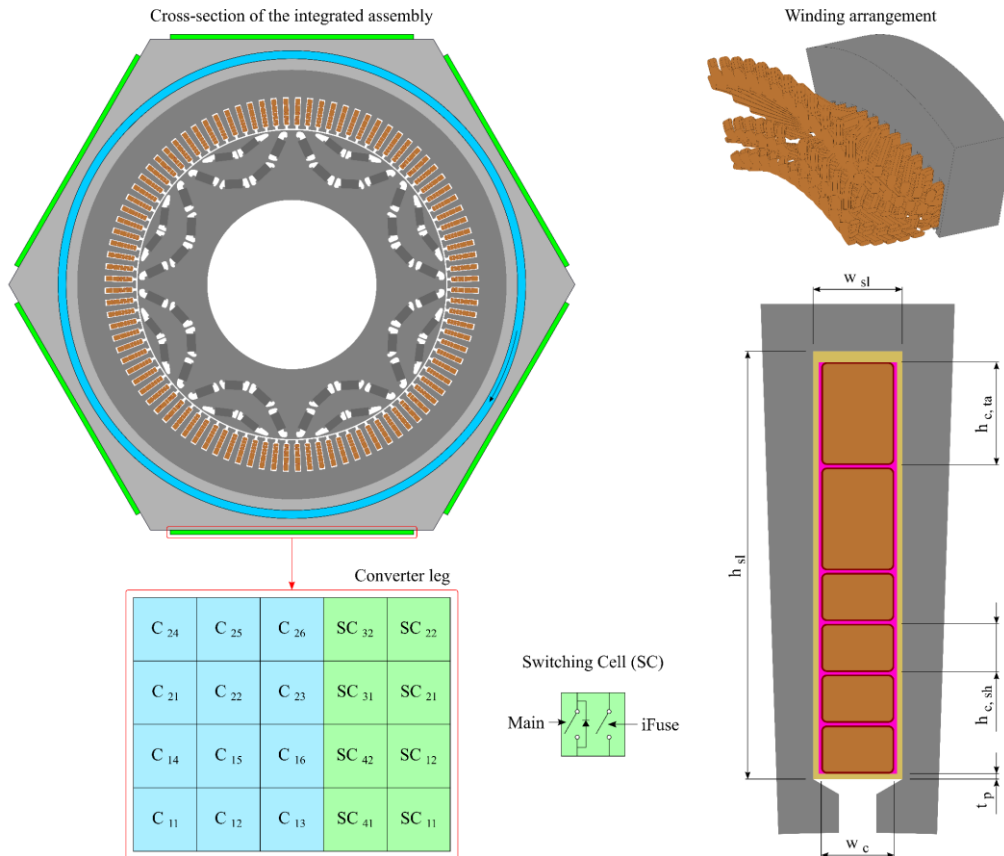 Cross-section of the integrated assembly
Winding arrangement
w sl
h sl
h c, ta
h c, sh
t p
w c
Converter leg
C 24 C 25 C 26 SC 32 SC 22
C 21 C 22 C 23 SC 31 SC 21
C 14 C 15 C 16 SC 42 SC 12
C 11 C 12 C 13 SC 41 SC 11
Switching Cell (SC)
Main
iFuse